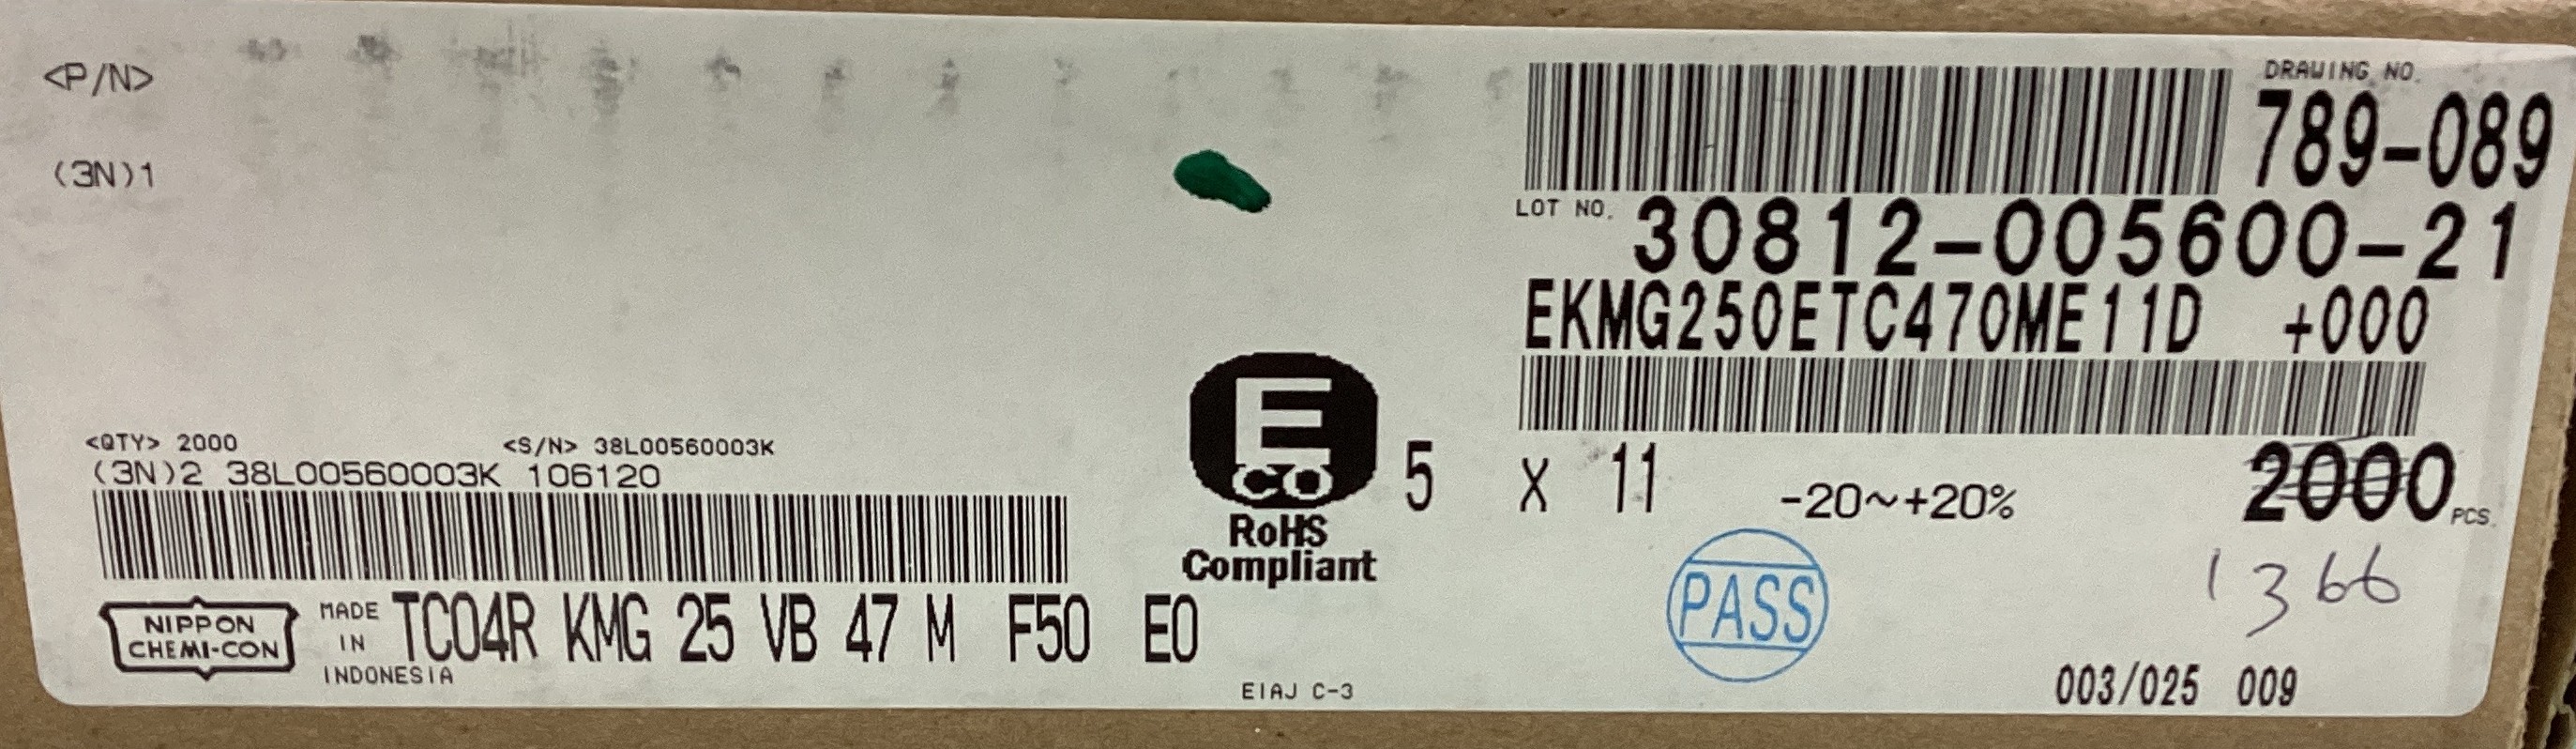 <P/N>
(3N)1
DRAWING NO.
789-089
LOT NO. 30812-005600-21
EKMG250ETC470ME11D +000
<QTY> 2000 <S/N> 38L00560003K
(3N)2 38L00560003K 106120
E
CO
RoHS
Compliant
5 X 11 -20~+20% 2000 PCS.
1366
PASS
NIPPON
CHEMI-CON
MADE
IN
INDONESIA
TC04R KMG 25 VB 47 M F50 E0
EIAJ C-3
003/025 009